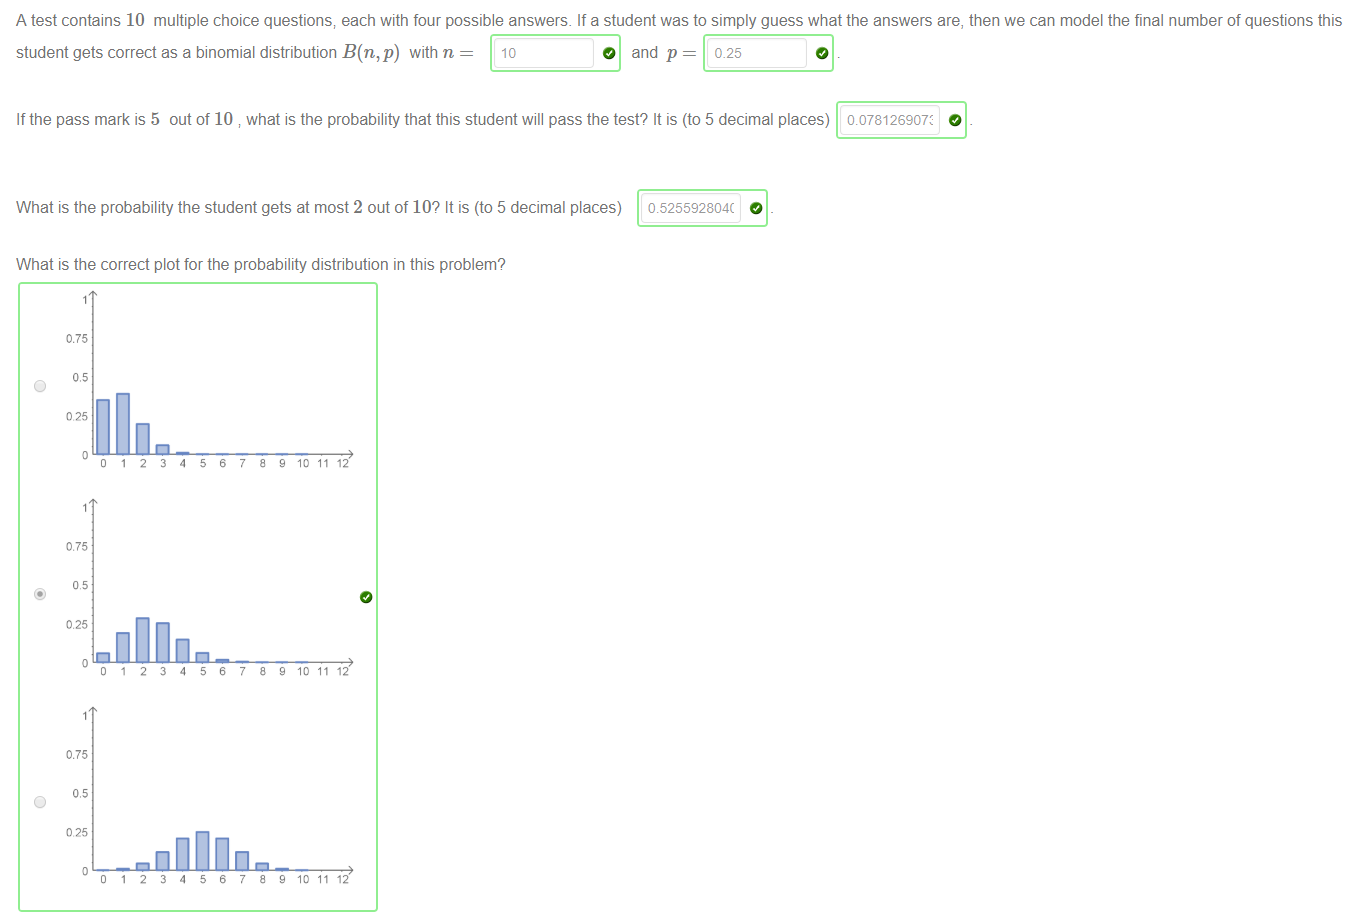 A test contains 10 multiple choice questions, each with four possible answers. If a student was to simply guess what the answers are, then we can model the final number of questions this
student gets correct as a binomial distribution B(n, p) with n = 10 and p = 0.25 .
If the pass mark is 5 out of 10 , what is the probability that this student will pass the test? It is (to 5 decimal places) 0.078126907 .
What is the probability the student gets at most 2 out of 10? It is (to 5 decimal places) 0.525592804 .
What is the correct plot for the probability distribution in this problem?
1
0.75
0.5
0.25
0
0 1 2 3 4 5 6 7 8 9 10 11 12
1
0.75
0.5
0.25
0
0 1 2 3 4 5 6 7 8 9 10 11 12
1
0.75
0.5
0.25
0
0 1 2 3 4 5 6 7 8 9 10 11 12